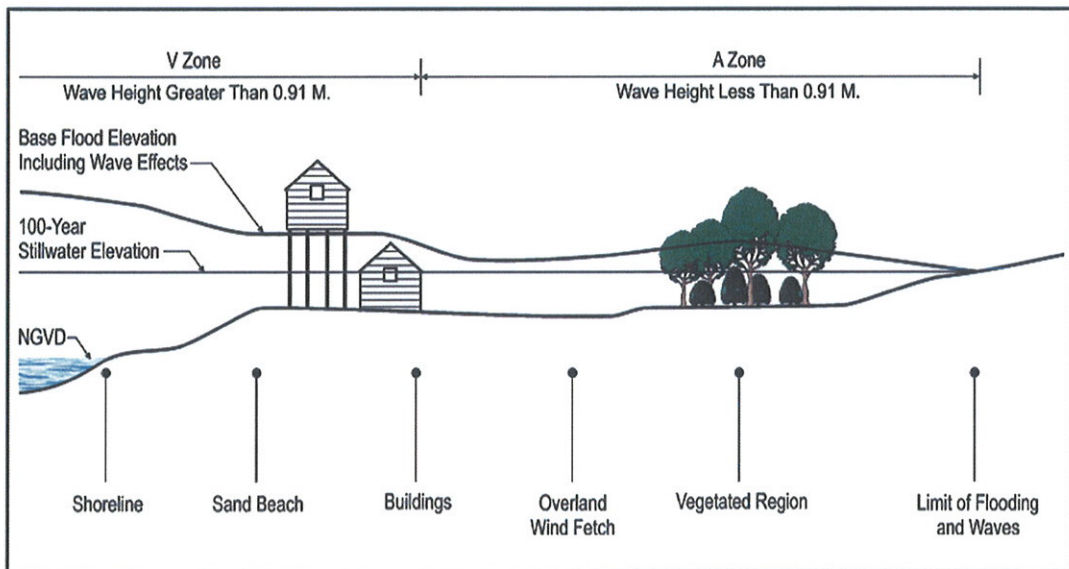 V Zone
A Zone
Wave Height Greater Than 0.91 M.
Wave Height Less Than 0.91 M.
Base Flood Elevation
Including Wave Effects
100-Year
Stillwater Elevation
NGVD
Shoreline
Sand Beach
Buildings
Overland
Wind Fetch
Vegetated Region
Limit of Flooding
and Waves